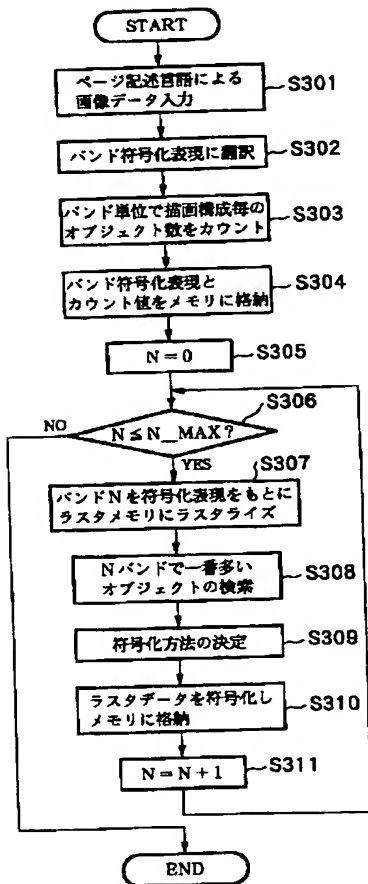 START
ページ記述言語による
画像データ入力
S301
バンド符号化表現に翻訳
S302
バンド単位で描画構成毎の
オブジェクト数をカウント
S303
バンド符号化表現と
カウント値をメモリに格納
S304
N=0
S305
N≦N_MAX?
S306
NO
YES
バンドNを符号化表現をもとに
ラスタメモリにラスタライズ
S307
Nバンドで一番多い
オブジェクトの検索
S308
符号化方法の決定
S309
ラスタデータを符号化し
メモリに格納
S310
N=N+1
S311
END